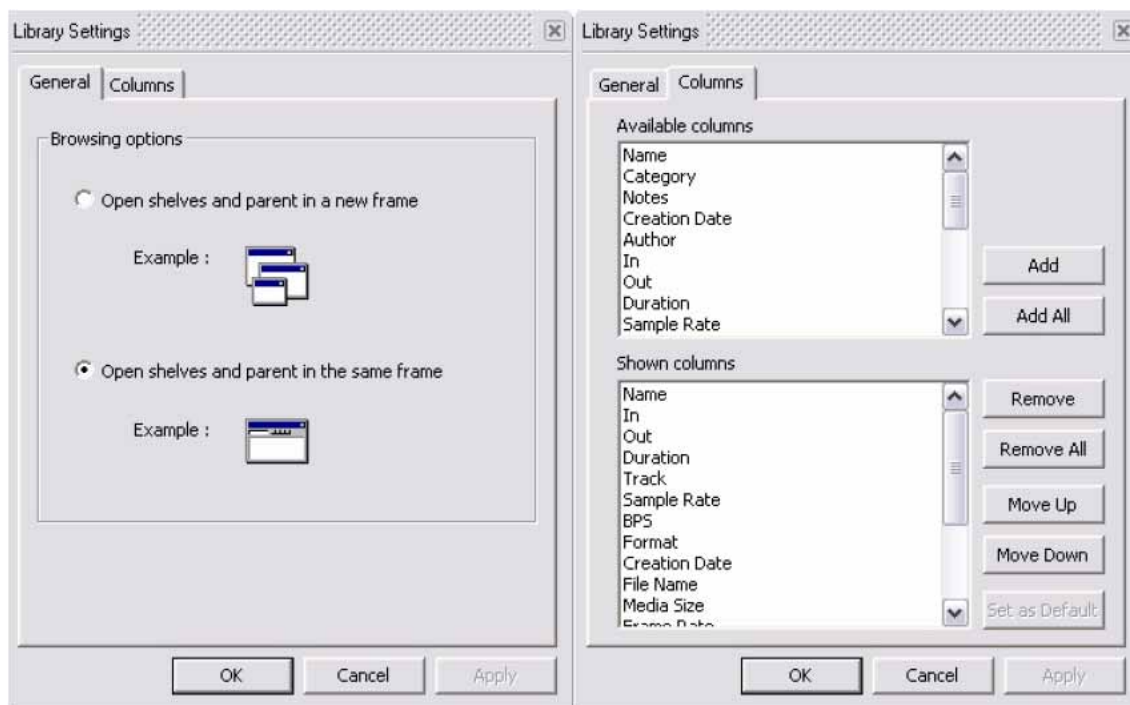 Library Settings
General
Columns
Browsing options
Open shelves and parent in a new frame
Example :
Open shelves and parent in the same frame
Example :
OK
Cancel
Apply
Library Settings
General
Columns
Available columns
Name
Category
Notes
Creation Date
Author
In
Out
Duration
Sample Rate
Add
Add All
Shown columns
Name
In
Out
Duration
Track
Sample Rate
BPS
Format
Creation Date
File Name
Media Size
Frame Rate
Remove
Remove All
Move Up
Move Down
Set as Default
OK
Cancel
Apply